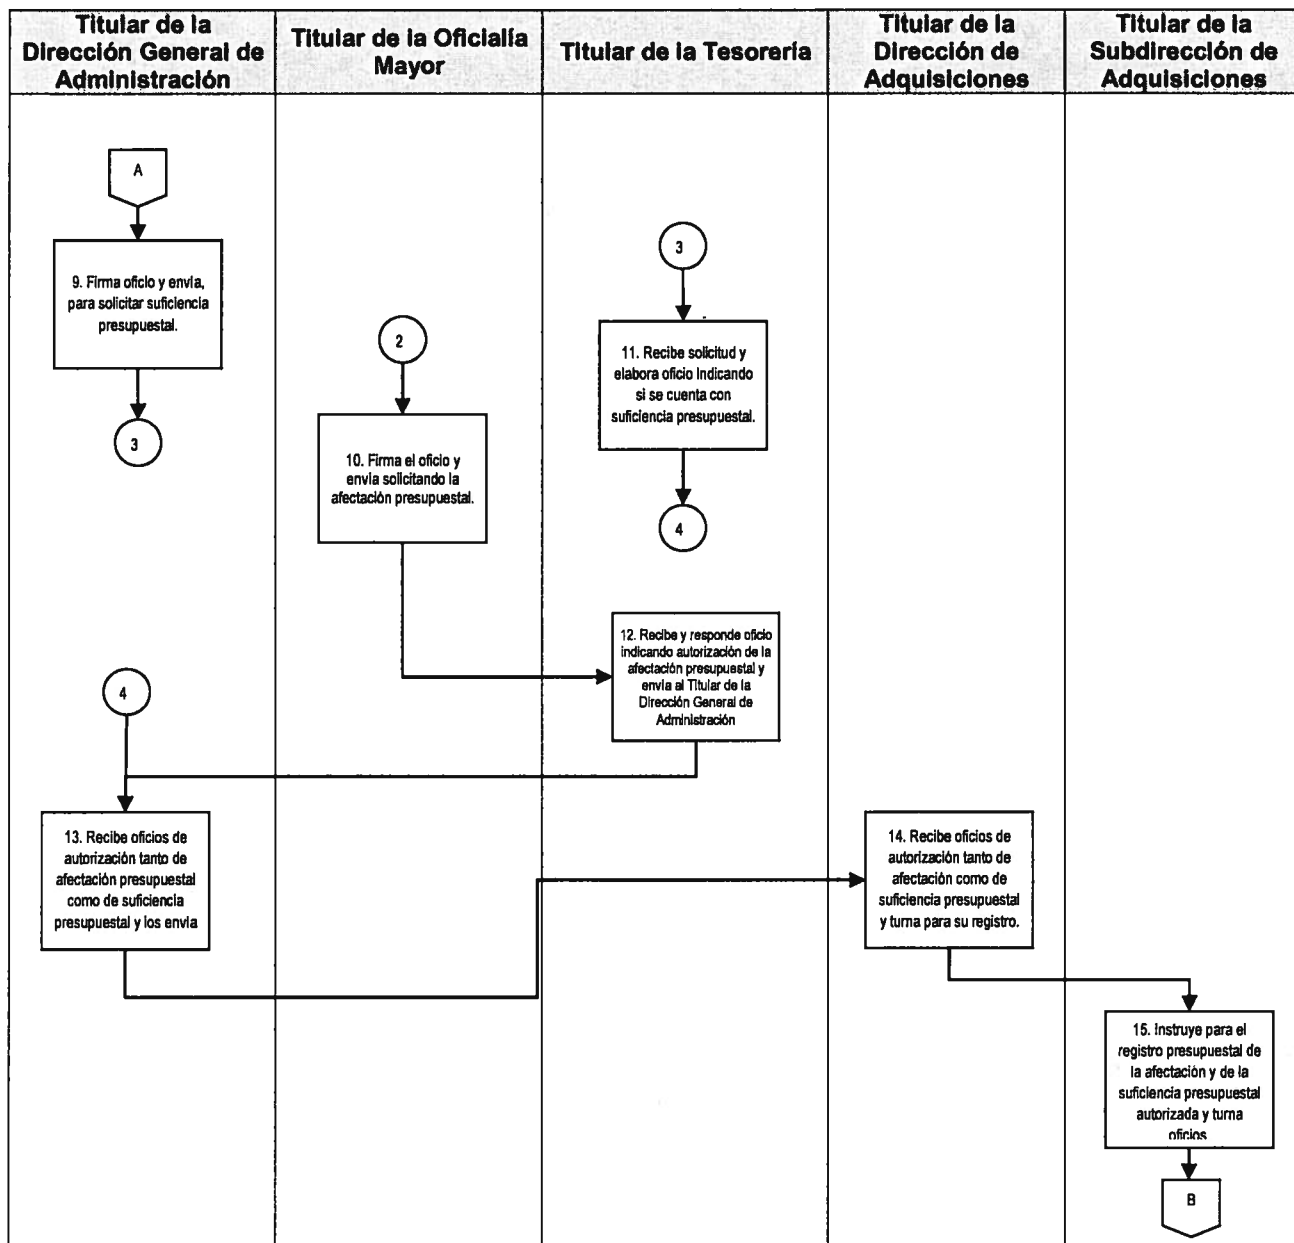 Titular de la
Dirección General de
Administración
Titular de la Oficialía
Mayor
Titular de la Tesorería
Titular de la
Dirección de
Adquisiciones
Titular de la
Subdirección de
Adquisiciones
A
9. Firma oficio y envía,
para solicitar suficiencia
presupuestal.
3
2
10. Firma el oficio y
envía solicitando la
afectación presupuestal.
3
11. Recibe solicitud y
elabora oficio indicando
si se cuenta con
suficiencia presupuestal.
4
12. Recibe y responde oficio
indicando autorización de la
afectación presupuestal y
envía al Titular de la
Dirección General de
Administración
4
13. Recibe oficios de
autorización tanto de
afectación presupuestal
como de suficiencia
presupuestal y los envía
14. Recibe oficios de
autorización tanto de
afectación como de
suficiencia presupuestal
y turna para su registro.
15. Instruye para el
registro presupuestal de
la afectación y de la
suficiencia presupuestal
autorizada y turna
oficios
B